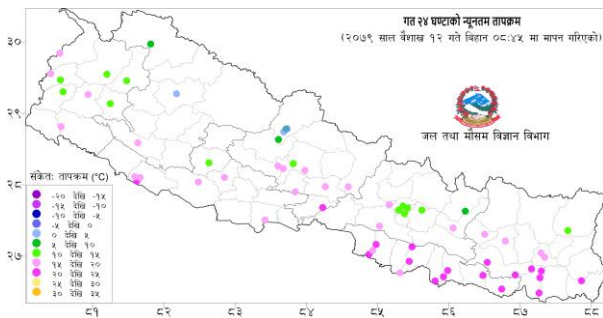 गत २४ घण्टाको न्यूनतम तापक्रम
(२०७९ साल वैशाख १२ गते बिहान ०८:४५ मा मापन गरिएको)
जल तथा मौसम विज्ञान विभाग
३०
२९
२८
२७
संकेतः तापक्रम (°C)
-२० देखि -१५
-१५ देखि -१०
-१० देखि -५
-५ देखि ०
० देखि ५
५ देखि १०
१० देखि १५
१५ देखि २०
२० देखि २५
२५ देखि ३०
३० देखि ३५
८१ ८२ ८३ ८४ ८५ ८६ ८७ ८८